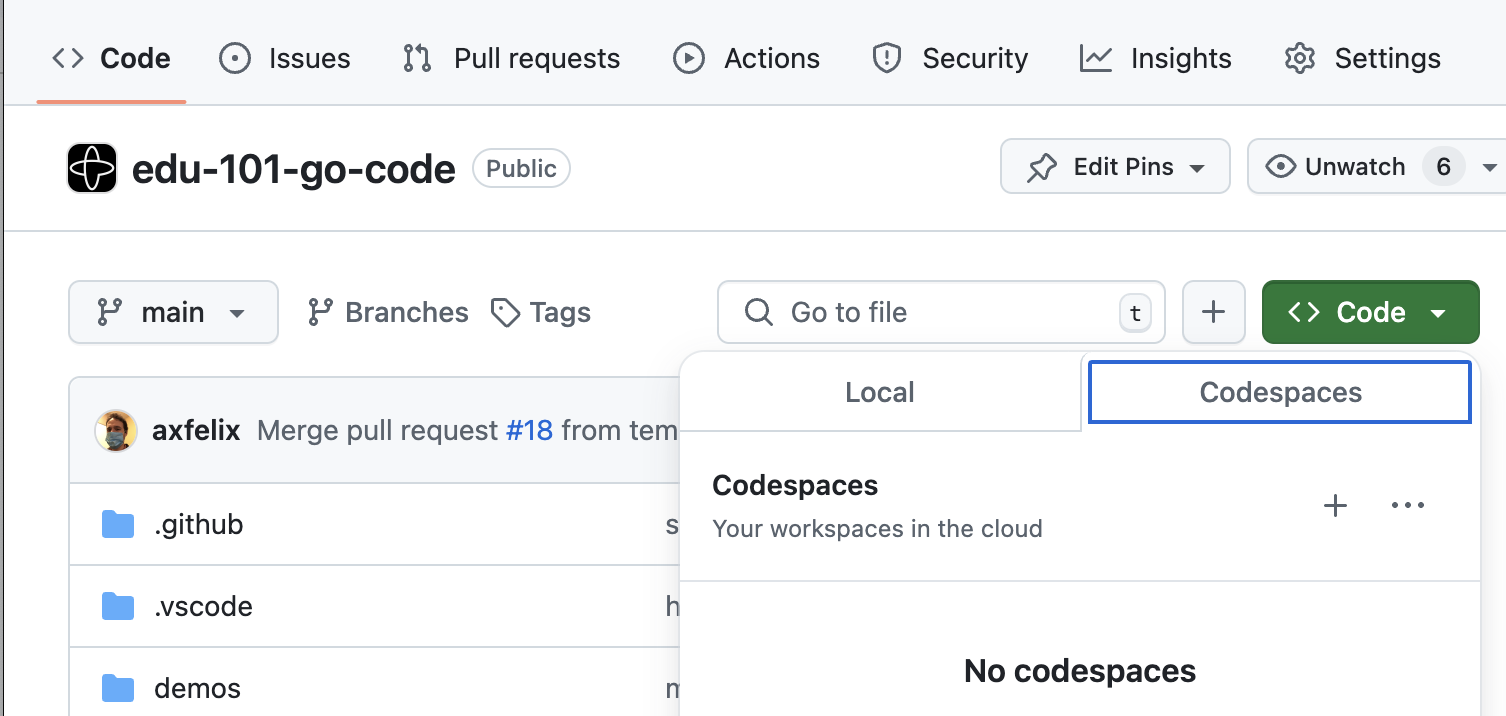 Code Issues Pull requests Actions Security Insights Settings
edu-101-go-code Public Edit Pins Unwatch 6
main Branches Tags Go to file t Code
Local Codespaces
axfelix Merge pull request #18 from tem
Codespaces
Your workspaces in the cloud
.github
.vscode
No codespaces
demos